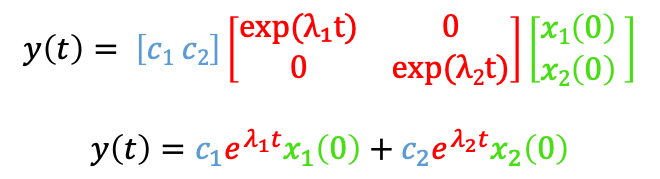 y(t) = [c₁ c₂] [exp(λ₁t) 0 0 exp(λ₂t)] [x₁(0) x₂(0)]
y(t) = c₁e^λ₁t x₁(0) + c₂e^λ₂t x₂(0)